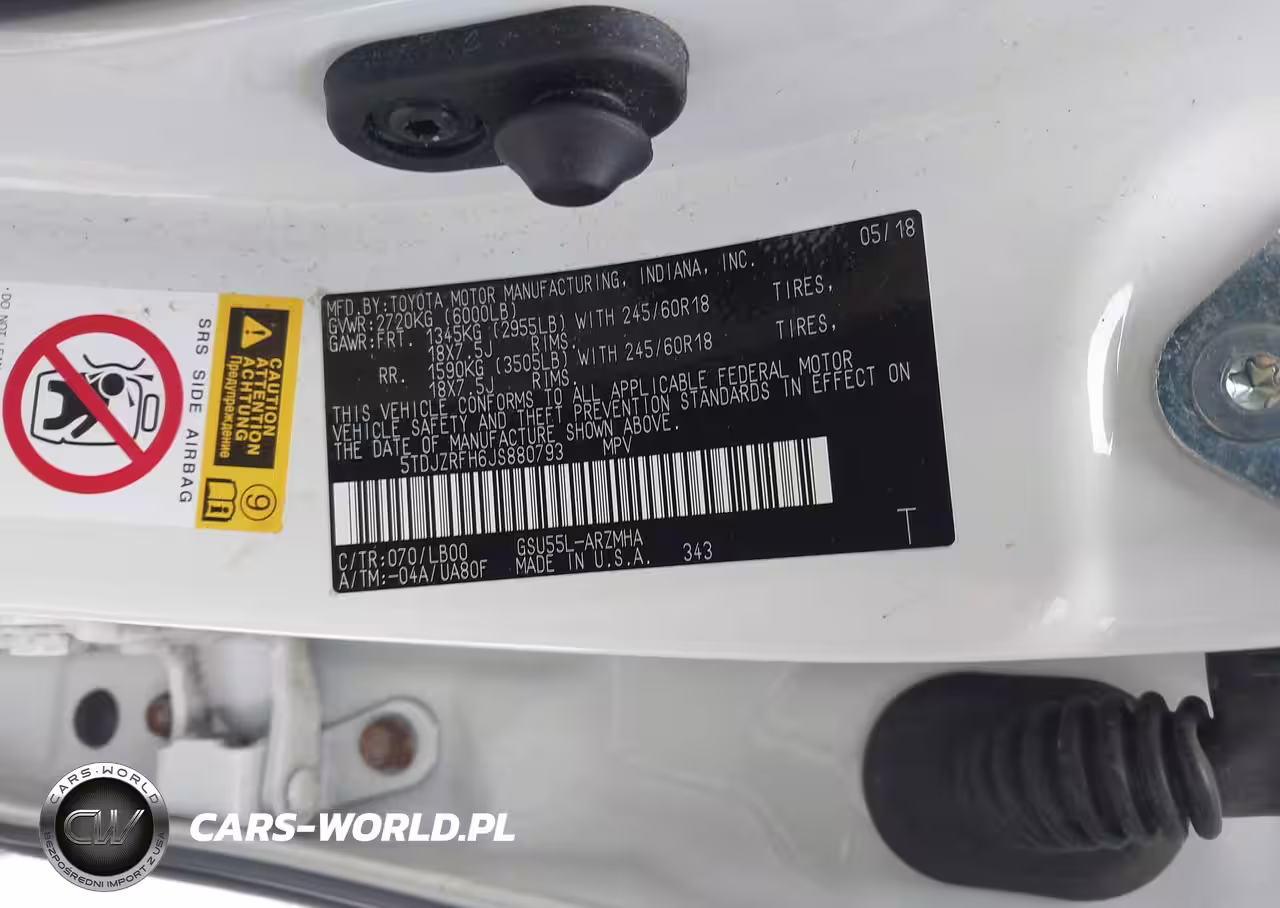 05/18
MFD.BY:TOYOTA MOTOR MANUFACTURING, INDIANA, INC.
GVWR:2720KG (6000LB)
GAWR:FRT. 1345KG (2955LB) WITH 245/60R18 TIRES,
18X7.5J RIMS.
RR. 1590KG (3505LB) WITH 245/60R18 TIRES,
18X7.5J RIMS.
THIS VEHICLE CONFORMS TO ALL APPLICABLE FEDERAL MOTOR
VEHICLE SAFETY AND THEFT PREVENTION STANDARDS IN EFFECT ON
THE DATE OF MANUFACTURE SHOWN ABOVE.
5TDJZRFH6JS880793 MPV
C/TR:070/LB00 GSU55L-ARZMHA
A/TM:-04A/UA80F MADE IN U.S.A. 343
T
CAUTION
ATTENTION
ACHTUNG
Предупреждение
9
SRS SIDE AIRBAG
CARS-WORLD
CW
BEZPOŚREDNI IMPORT Z USA
CARS-WORLD.PL